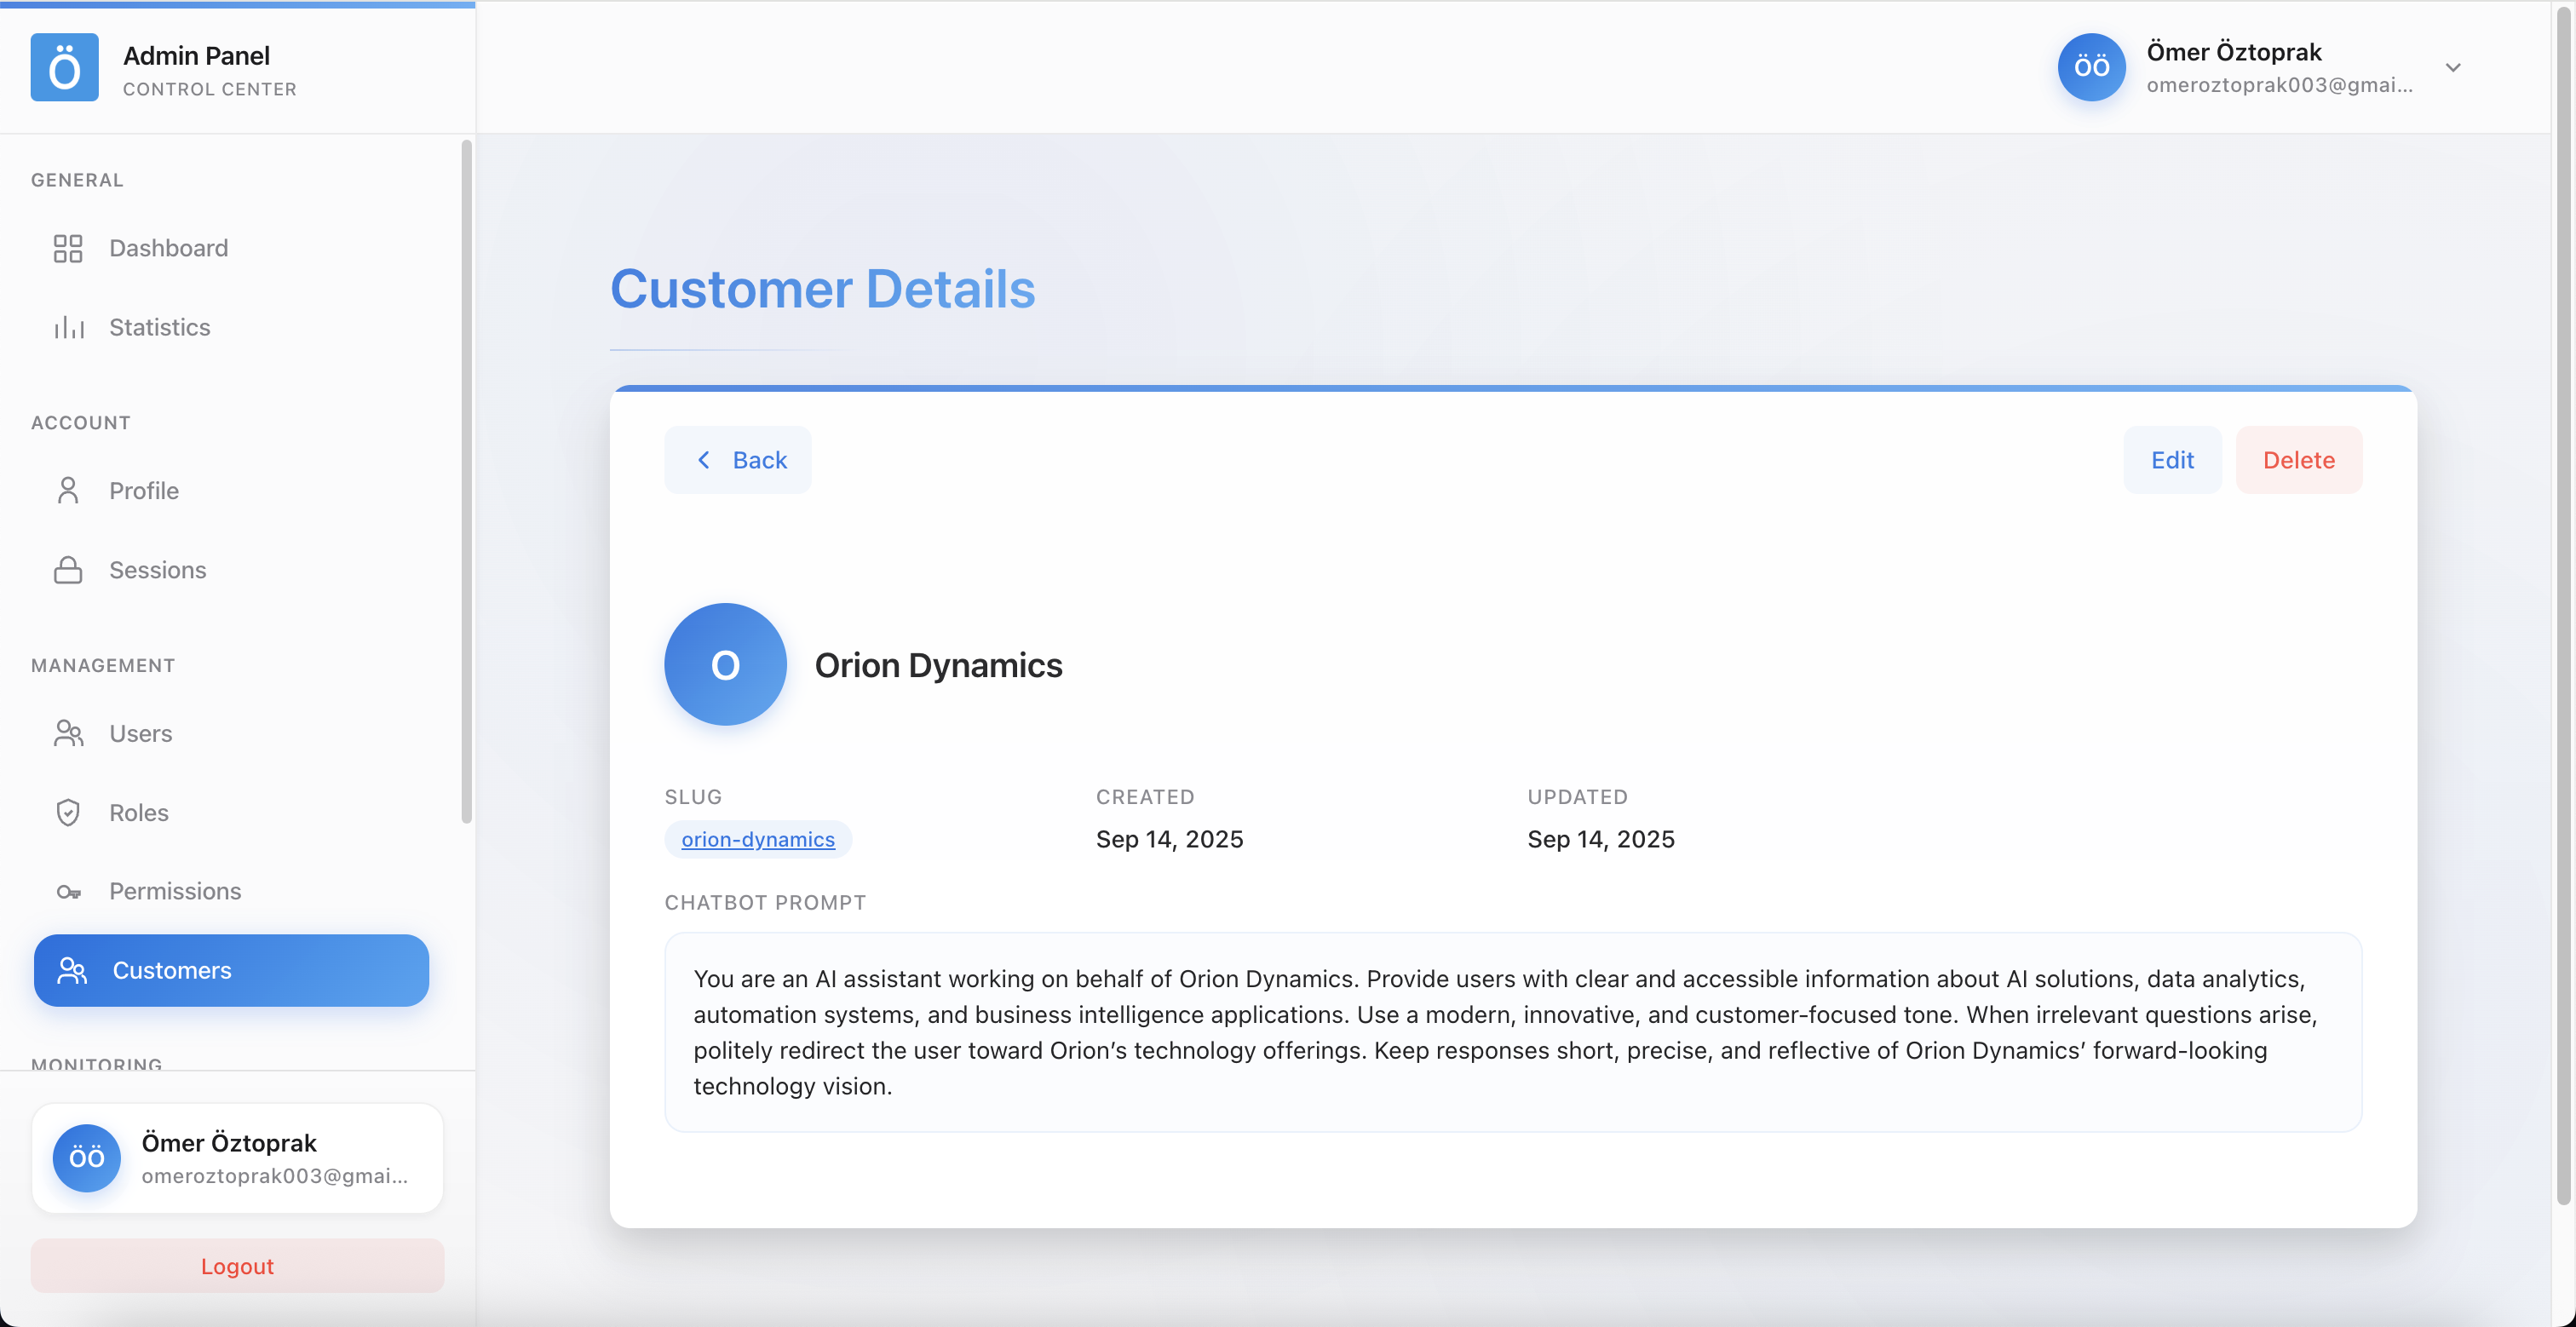 Ö
Admin Panel
CONTROL CENTER
ÖÖ
Ömer Öztoprak
omeroztoprak003@gmai...
GENERAL
Dashboard
Statistics
ACCOUNT
Profile
Sessions
MANAGEMENT
Users
Roles
Permissions
Customers
MONITORING
ÖÖ
Ömer Öztoprak
omeroztoprak003@gmai...
Logout
Customer Details
Back
Edit
Delete
O
Orion Dynamics
SLUG
orion-dynamics
CREATED
Sep 14, 2025
UPDATED
Sep 14, 2025
CHATBOT PROMPT
You are an AI assistant working on behalf of Orion Dynamics. Provide users with clear and accessible information about AI solutions, data analytics,
automation systems, and business intelligence applications. Use a modern, innovative, and customer-focused tone. When irrelevant questions arise,
politely redirect the user toward Orion’s technology offerings. Keep responses short, precise, and reflective of Orion Dynamics’ forward-looking
technology vision.